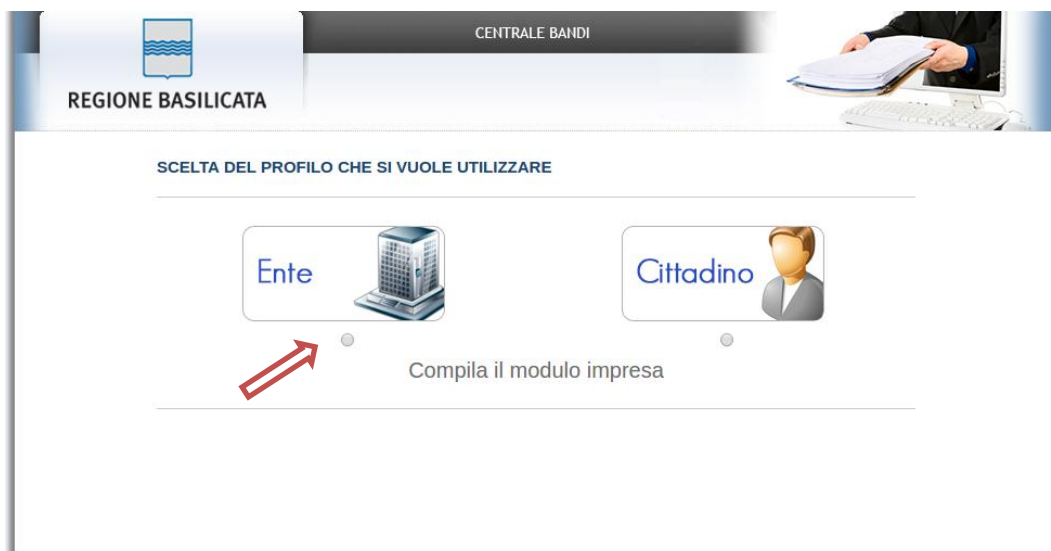 CENTRALE BANDI
REGIONE BASILICATA
SCELTA DEL PROFILO CHE SI VUOLE UTILIZZARE
Ente
Cittadino
Compila il modulo impresa